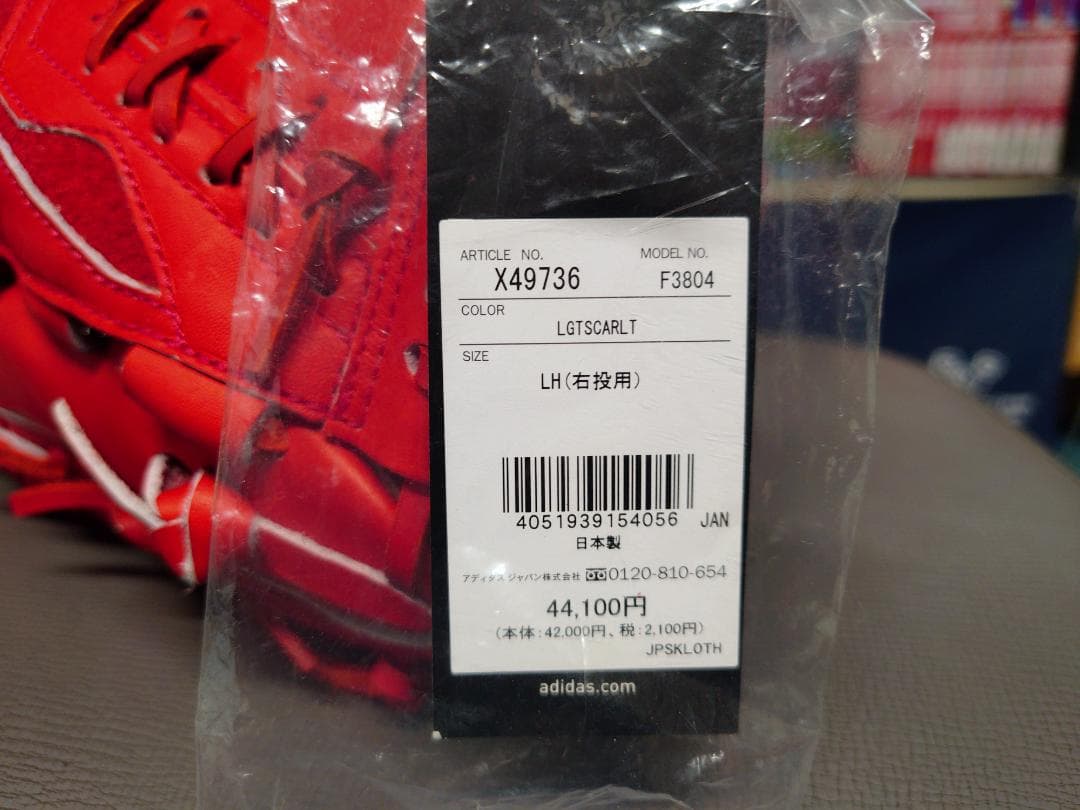 ARTICLE NO. MODEL NO.
X49736 F3804
COLOR
LGTSCARLT
SIZE
LH(右投用)
4051939154056 JAN
日本製
アディダス ジャパン株式会社 0120-810-654
44,100円
(本体:42,000円、税:2,100円)
JPSKLOTH
adidas.com